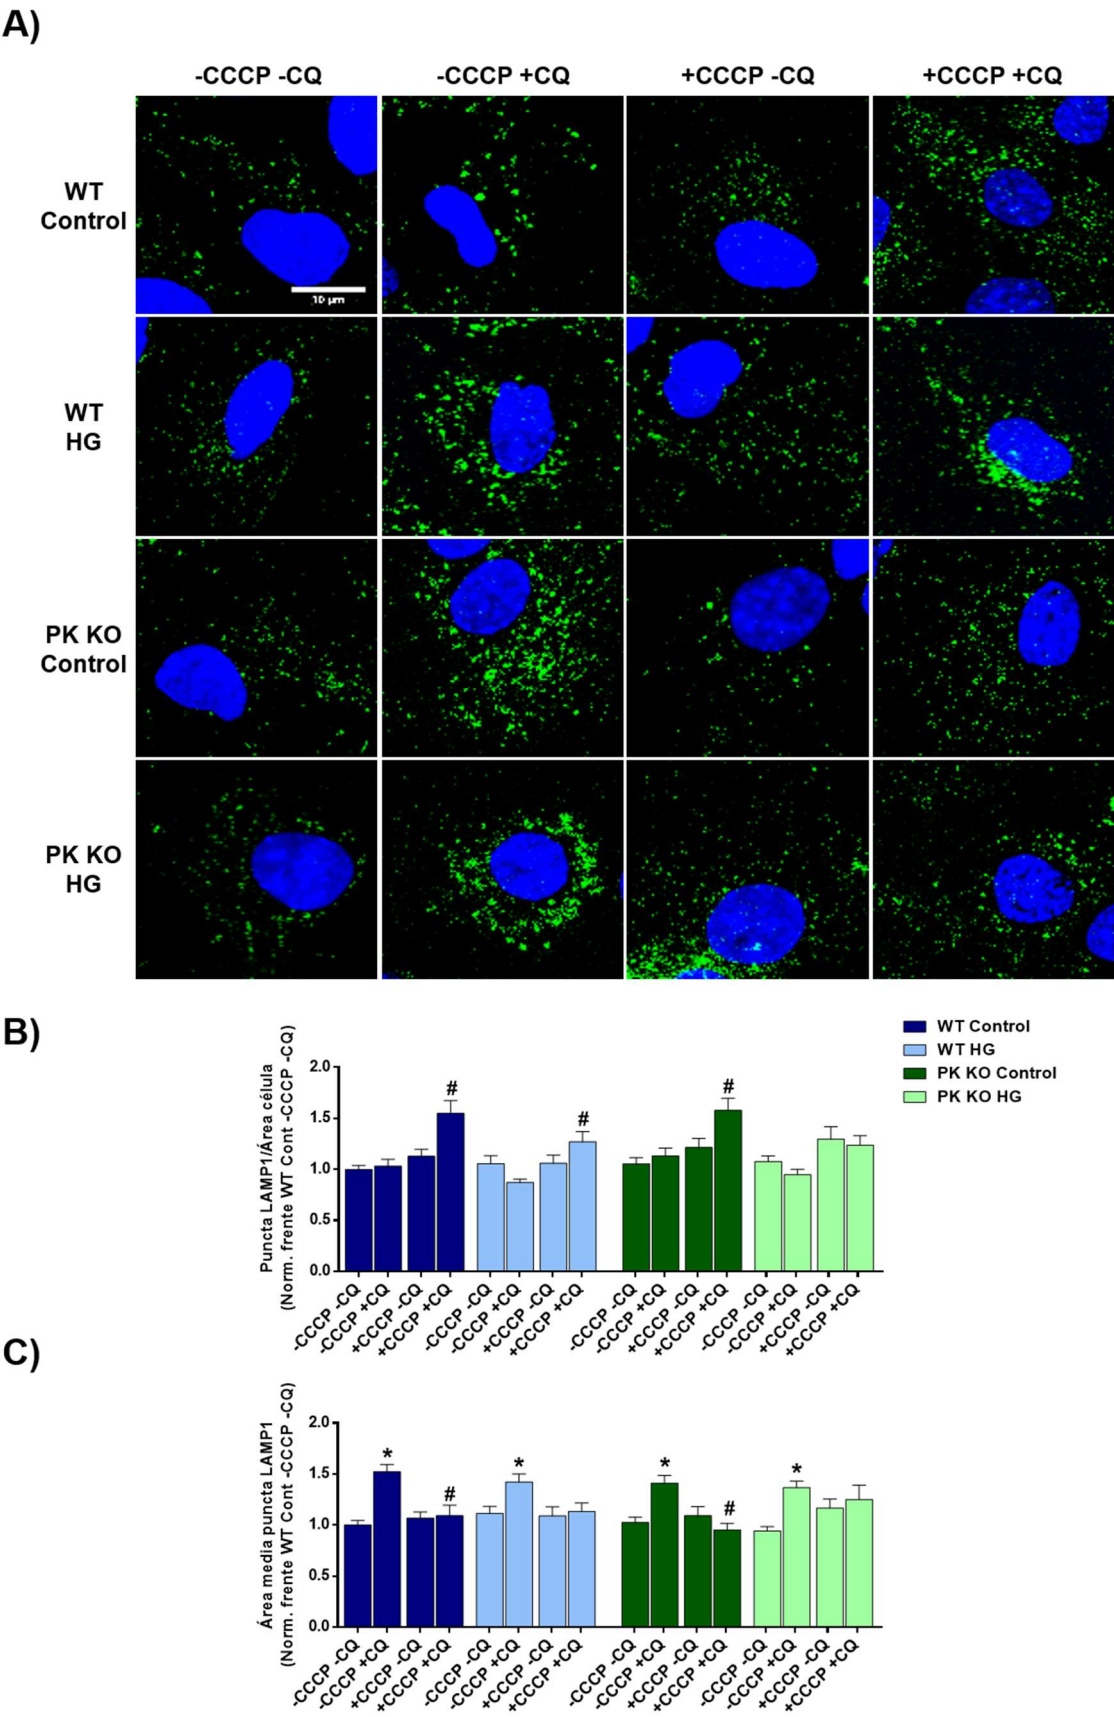 A)
-CCCP -CQ
-CCCP +CQ
+CCCP -CQ
+CCCP +CQ
WT
Control
10 µm
WT
HG
PK KO
Control
PK KO
HG
B)
WT Control
WT HG
PK KO Control
PK KO HG
Puncta LAMP1/Área célula
(Norm. frente WT Cont -CCCP -CQ)
2.0
1.5
1.0
0.5
0.0
#
#
#
-CCCP -CQ
-CCCP +CQ
+CCCP -CQ
+CCCP +CQ
-CCCP -CQ
-CCCP +CQ
+CCCP -CQ
+CCCP +CQ
-CCCP -CQ
-CCCP +CQ
+CCCP -CQ
+CCCP +CQ
-CCCP -CQ
-CCCP +CQ
+CCCP -CQ
+CCCP +CQ
C)
Área media puncta LAMP1
(Norm. frente WT Cont -CCCP -CQ)
2.0
1.5
1.0
0.5
0.0
*
#
*
*
#
*
-CCCP -CQ
-CCCP +CQ
+CCCP -CQ
+CCCP +CQ
-CCCP -CQ
-CCCP +CQ
+CCCP -CQ
+CCCP +CQ
-CCCP -CQ
-CCCP +CQ
+CCCP -CQ
+CCCP +CQ
-CCCP -CQ
-CCCP +CQ
+CCCP -CQ
+CCCP +CQ